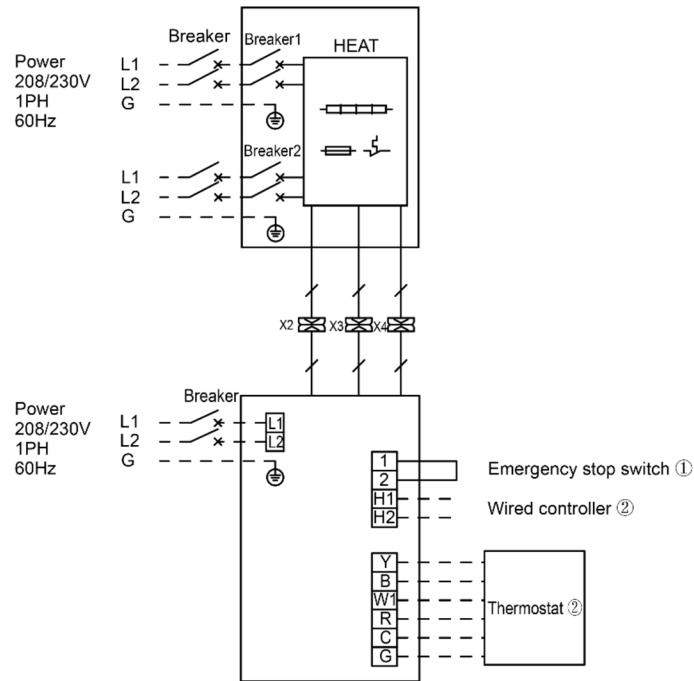 Breaker
Breaker1
HEAT
Power
208/230V
1PH
60Hz
L1
L2
G
Breaker2
L1
L2
G
X2
X3
X4
Breaker
Power
208/230V
1PH
60Hz
L1
L2
G
L1
L2
1
2
H1
H2
Emergency stop switch ①
Wired controller ②
Y
B
W1
R
C
G
Thermostat ②